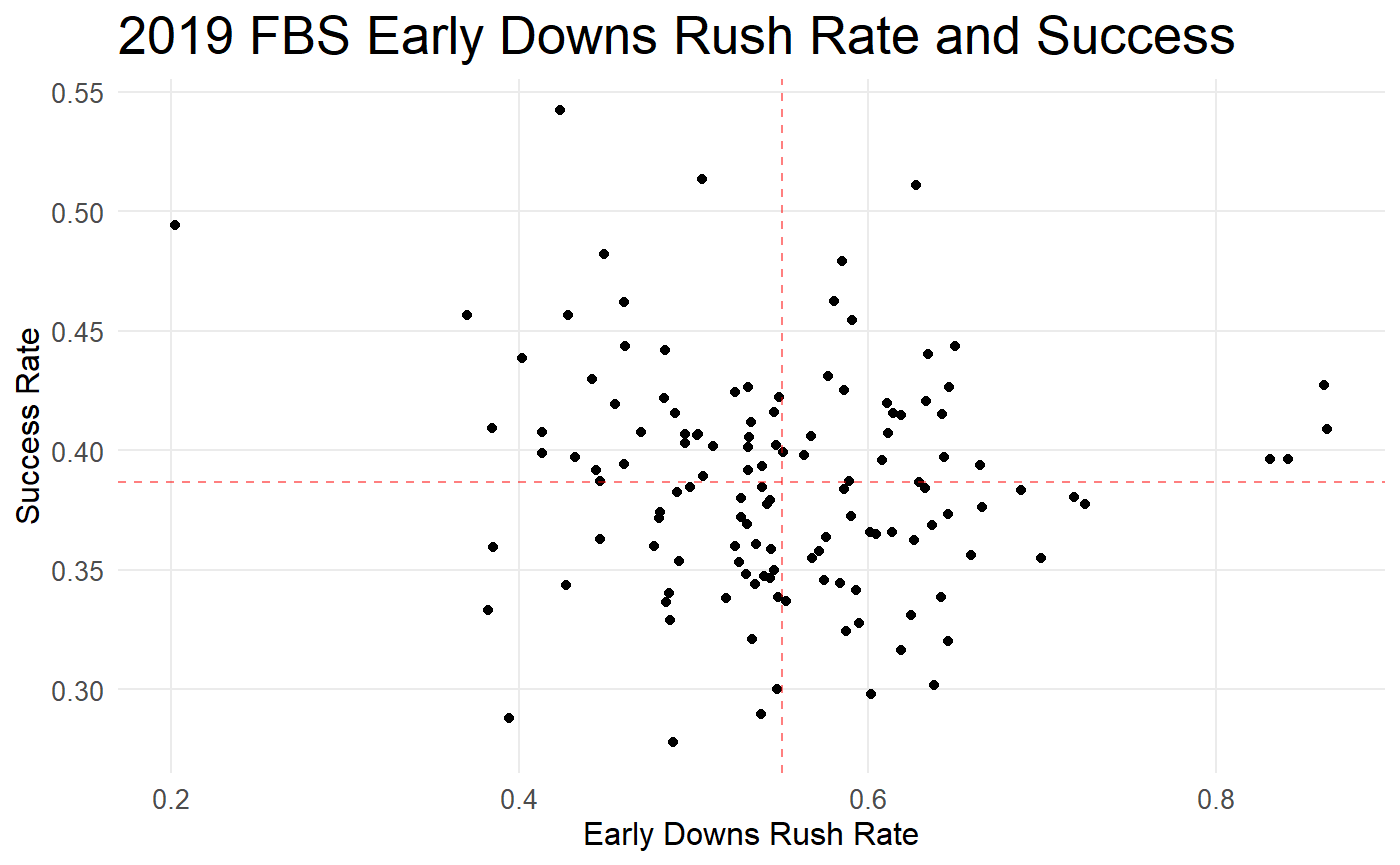 2019 FBS Early Downs Rush Rate and Success
0.55
0.50
0.45
0.40
0.35
0.30
Success Rate
0.2 0.4 0.6 0.8
Early Downs Rush Rate